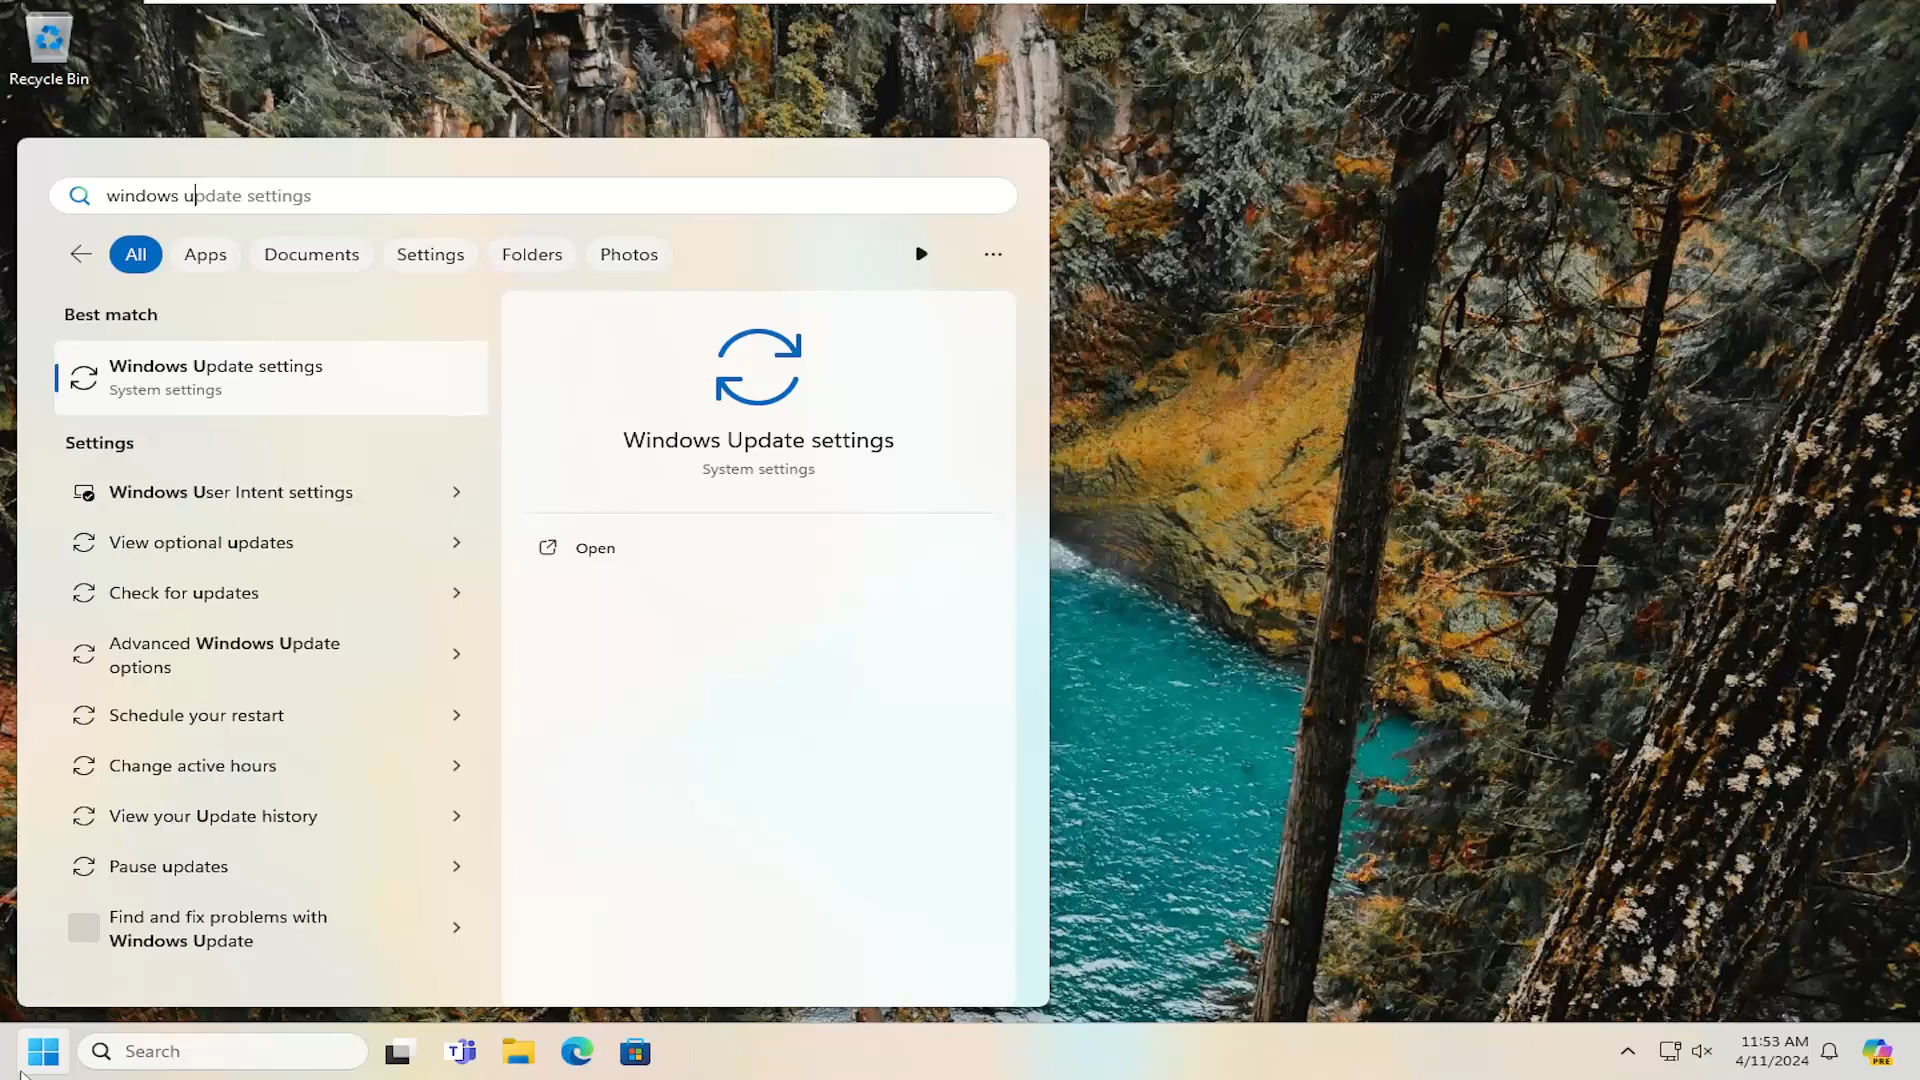 Recycle Bin
windows update settings
All
Apps
Documents
Settings
Folders
Photos
Best match
Windows Update settings
System settings
Settings
Windows User Intent settings
View optional updates
Check for updates
Advanced Windows Update
options
Schedule your restart
Change active hours
View your Update history
Pause updates
Find and fix problems with
Windows Update
Windows Update settings
System settings
Open
Search
T
11:53 AM
4/11/2024
PRE